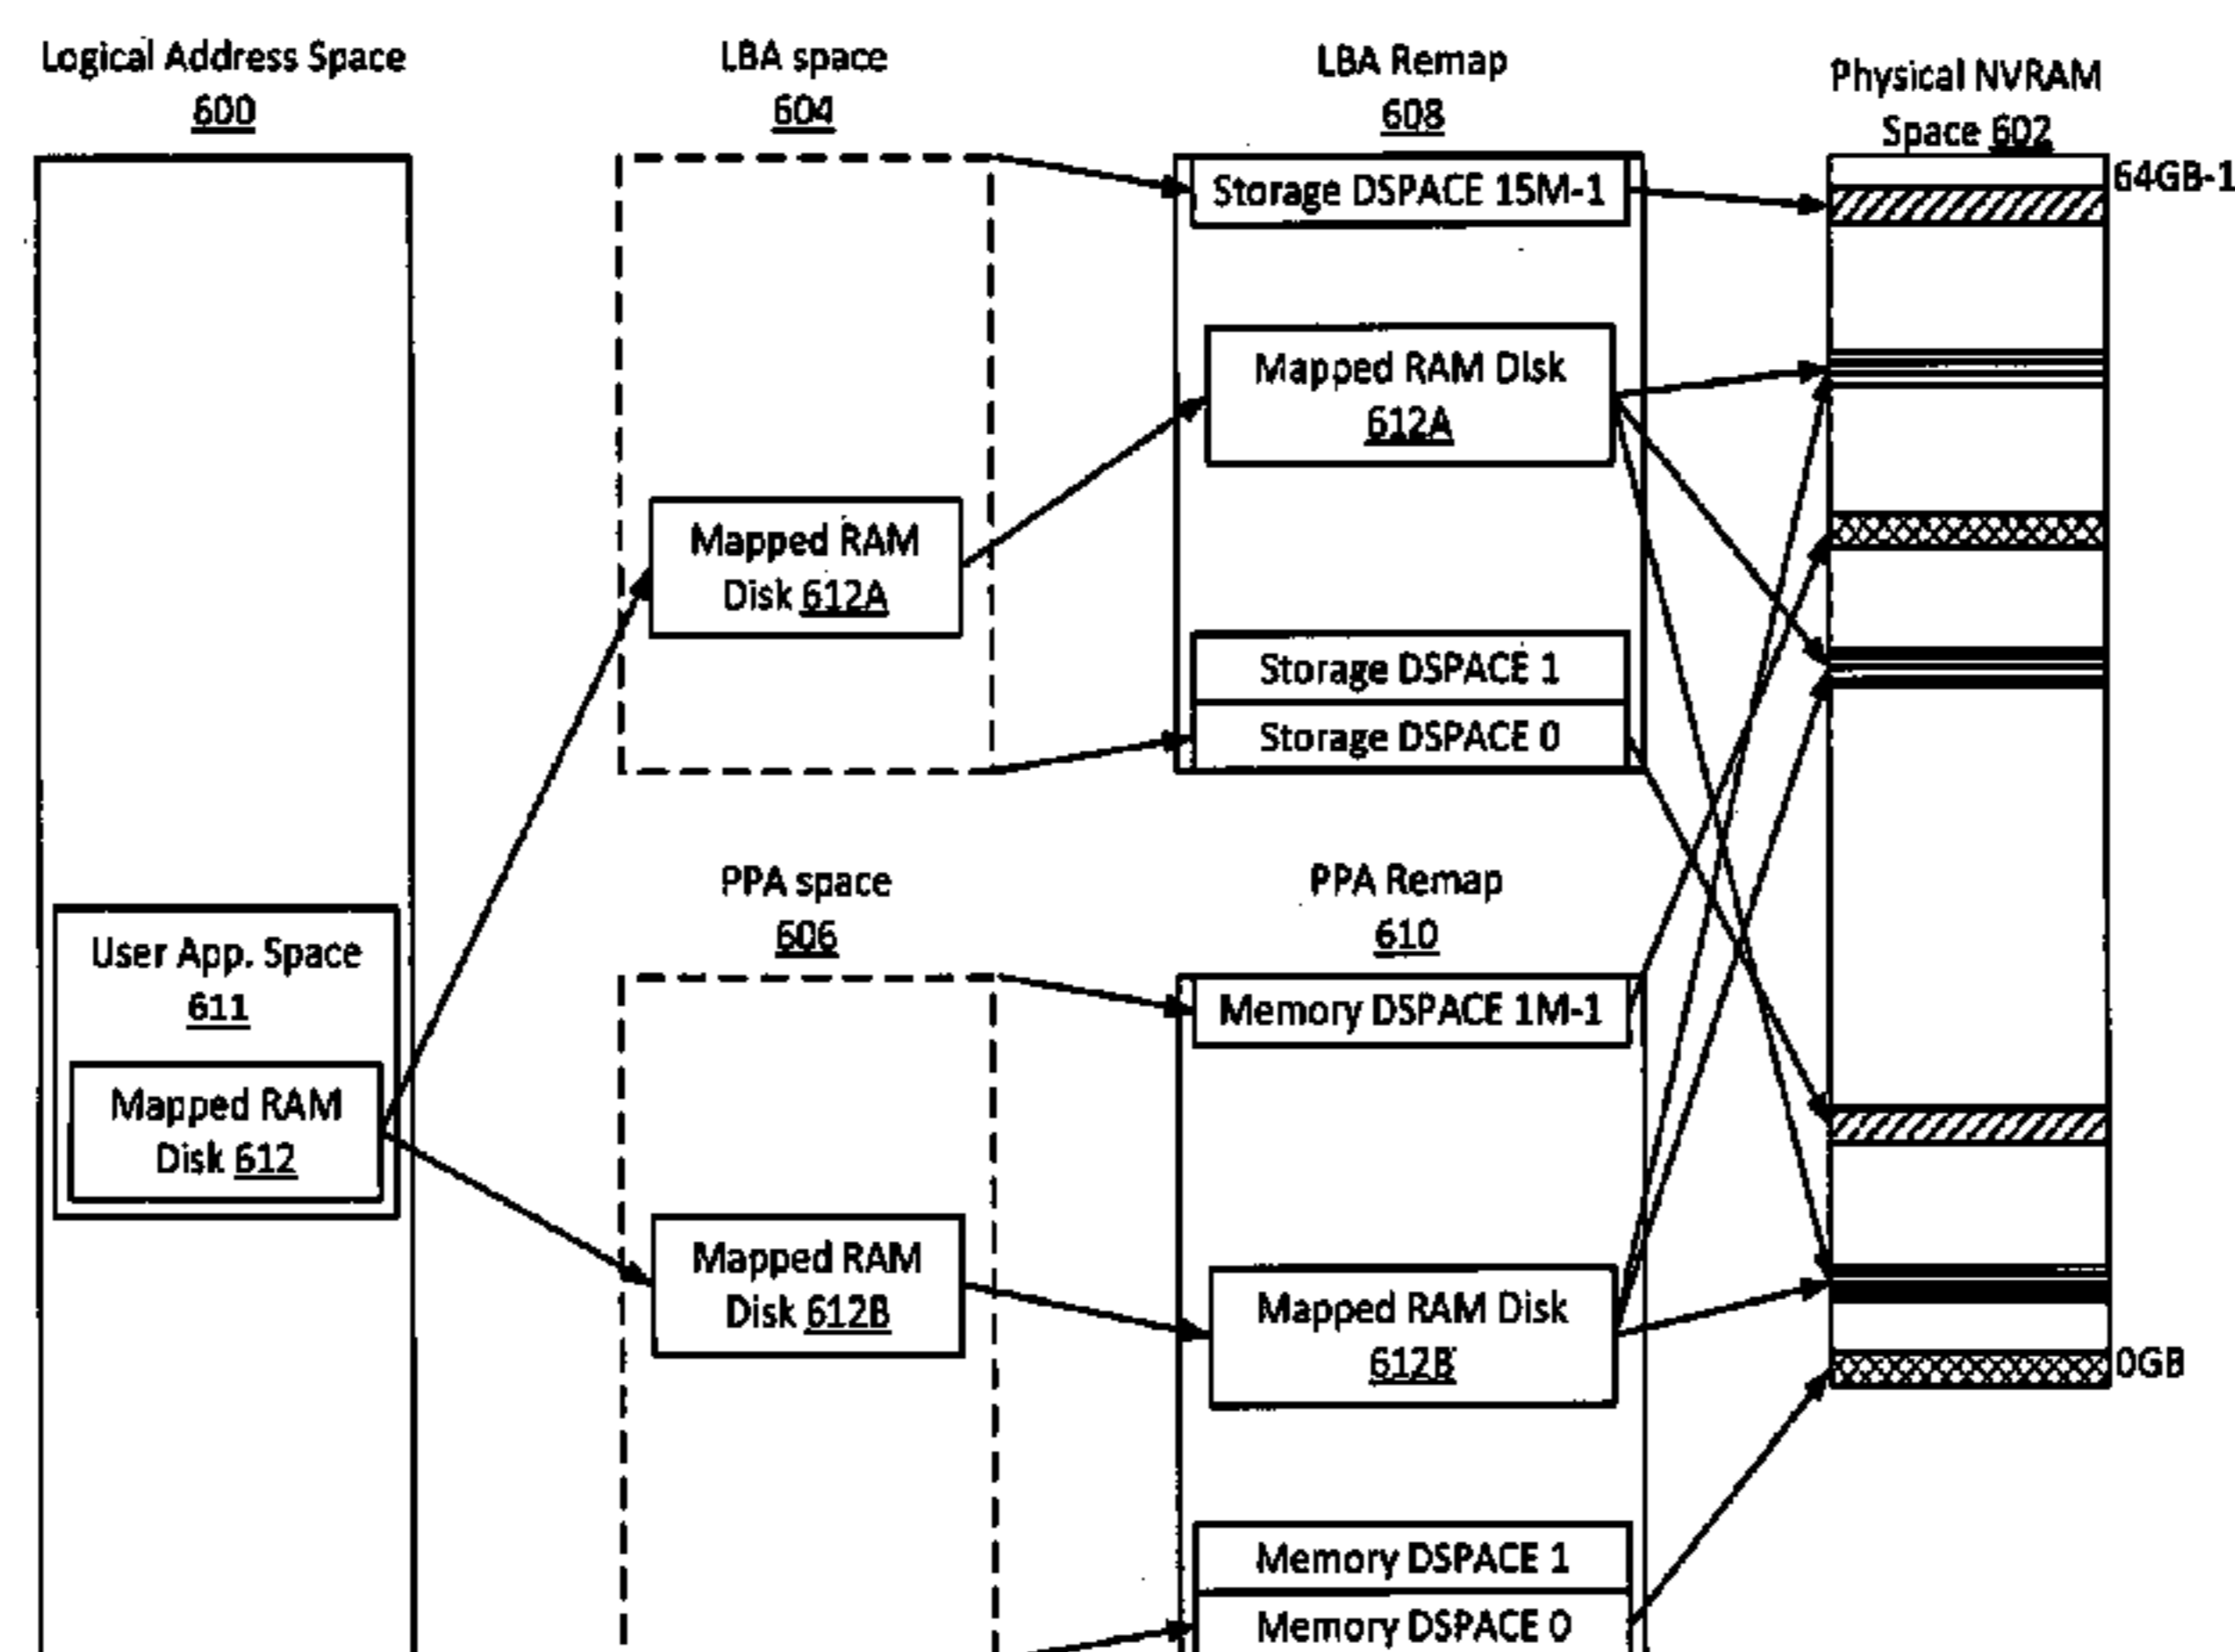 Logical Address Space
600
LBA space
604
LBA Remap
608
Physical NVRAM
Space 602
64GB-1
Storage DSPACE 15M-1
Mapped RAM Disk
612A
Mapped RAM
Disk 612A
Storage DSPACE 1
Storage DSPACE 0
PPA space
606
PPA Remap
610
User App. Space
611
Memory DSPACE 1M-1
Mapped RAM
Disk 612
Mapped RAM
Disk 612B
Mapped RAM Disk
612B
0GB
Memory DSPACE 1
Memory DSPACE 0